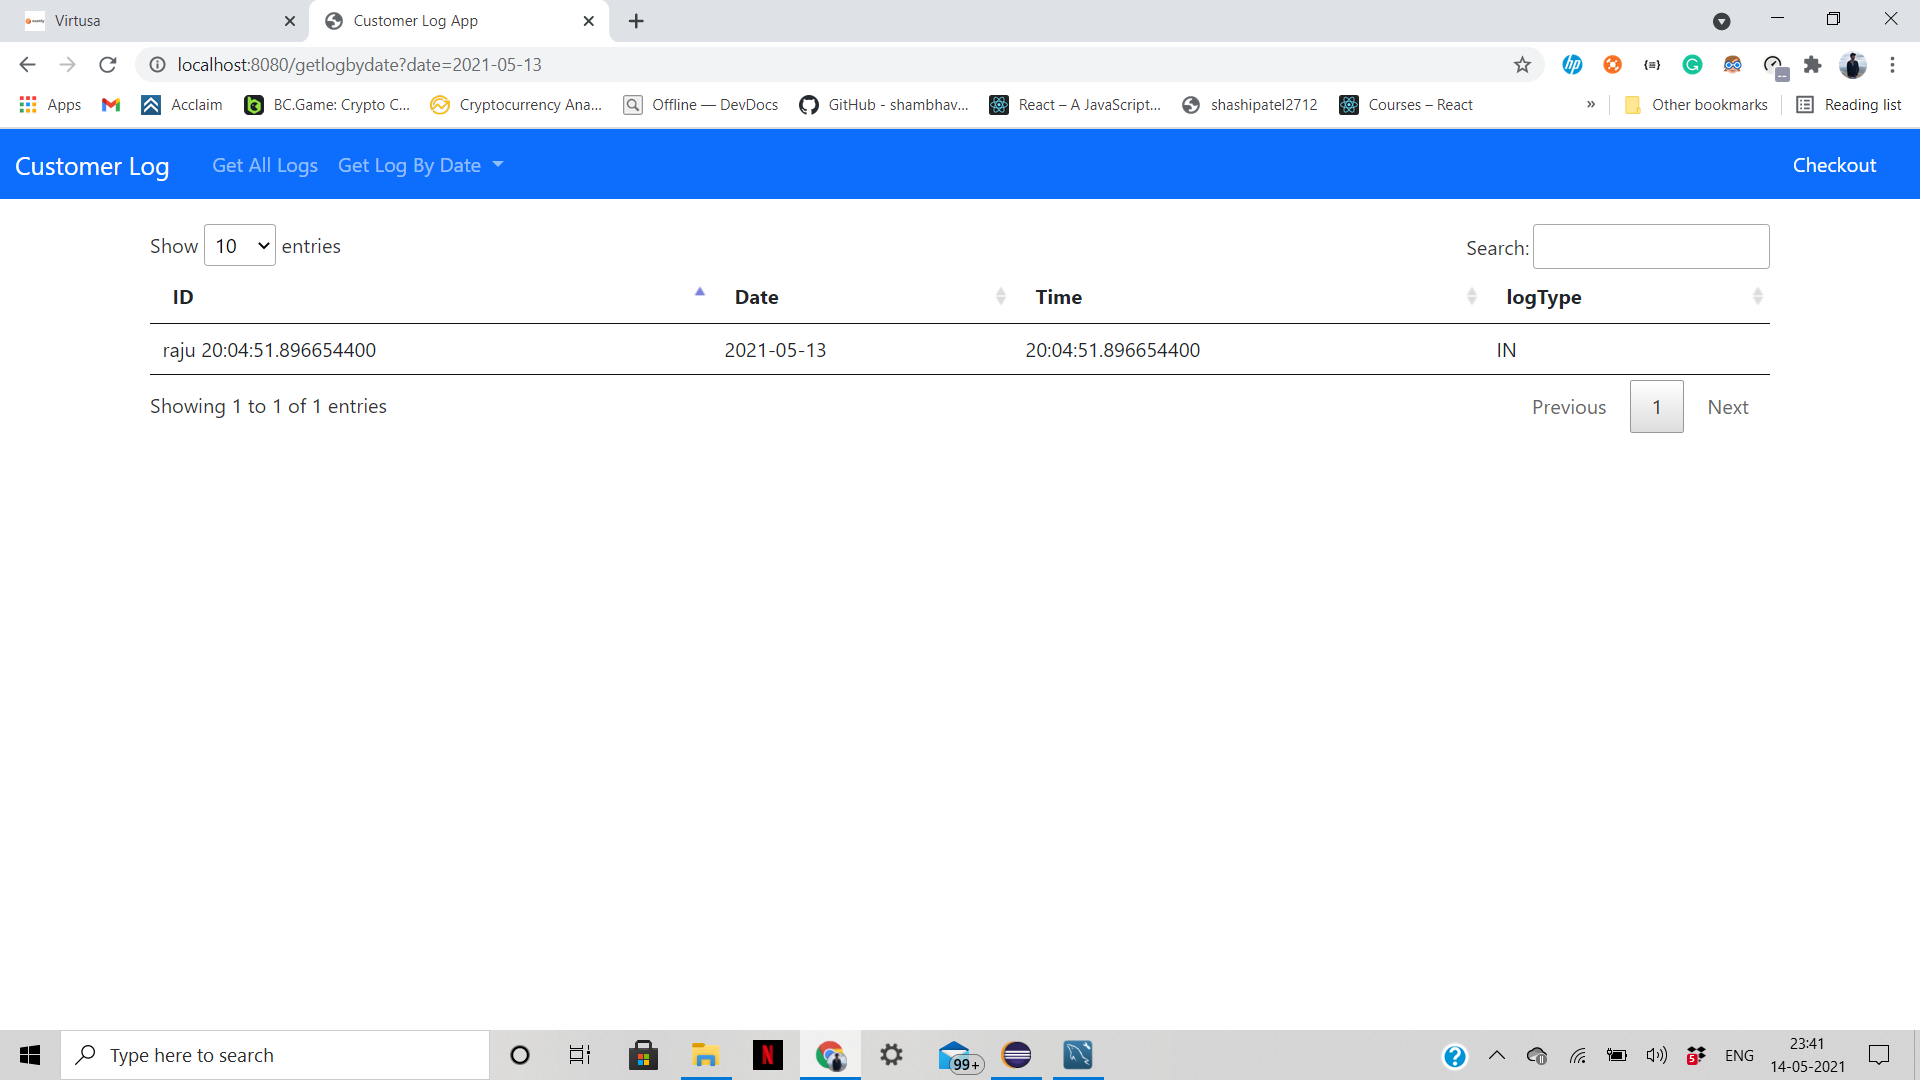 Virtusa
Customer Log App
localhost:8080/getlogbydate?date=2021-05-13
Apps
Acclaim
BC.Game: Crypto C...
Cryptocurrency Ana...
Offline — DevDocs
GitHub - shambhav...
React – A JavaScript...
shashipatel2712
Courses – React
»
Other bookmarks
Reading list
Customer Log
Get All Logs
Get Log By Date
Checkout
Show 10 entries
Search:
ID Date Time logType
raju 20:04:51.896654400 2021-05-13 20:04:51.896654400 IN
Showing 1 to 1 of 1 entries
Previous 1 Next
Type here to search
99+
5
ENG
23:41
14-05-2021